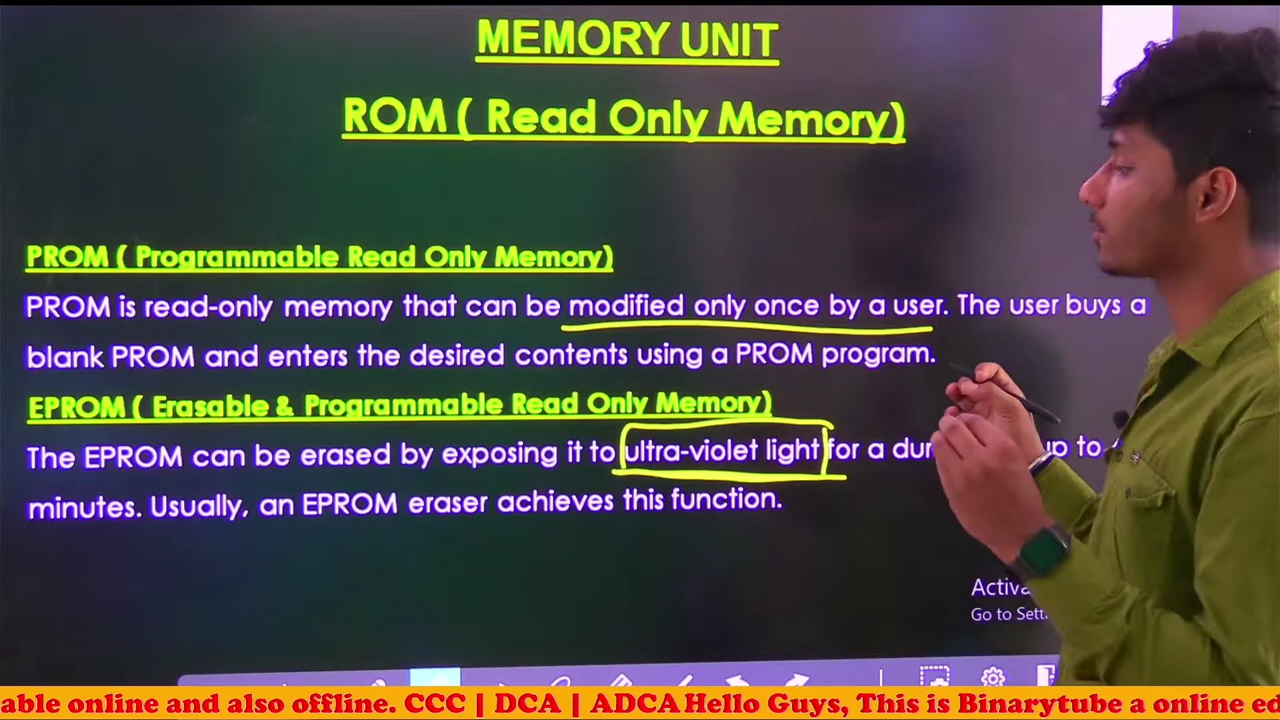 MEMORY UNIT
ROM ( Read Only Memory)
PROM ( Programmable Read Only Memory)
PROM is read-only memory that can be modified only once by a user. The user buys a
blank PROM and enters the desired contents using a PROM program.
EPROM ( Erasable & Programmable Read Only Memory)
The EPROM can be erased by exposing it to ultra-violet light for a up to
minutes. Usually, an EPROM eraser achieves this function.
Go to
able online and also offline. CCC | DCA | ADCA Hello Guys, This is Binarytube a online